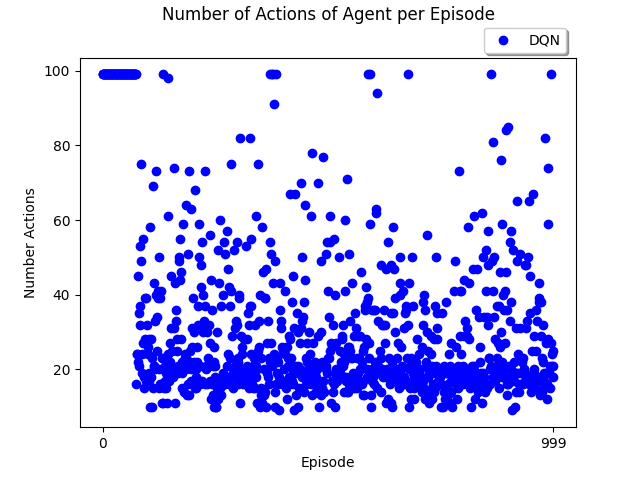 Number of Actions of Agent per Episode
DQN
100
80
60
40
20
Number Actions
0
999
Episode